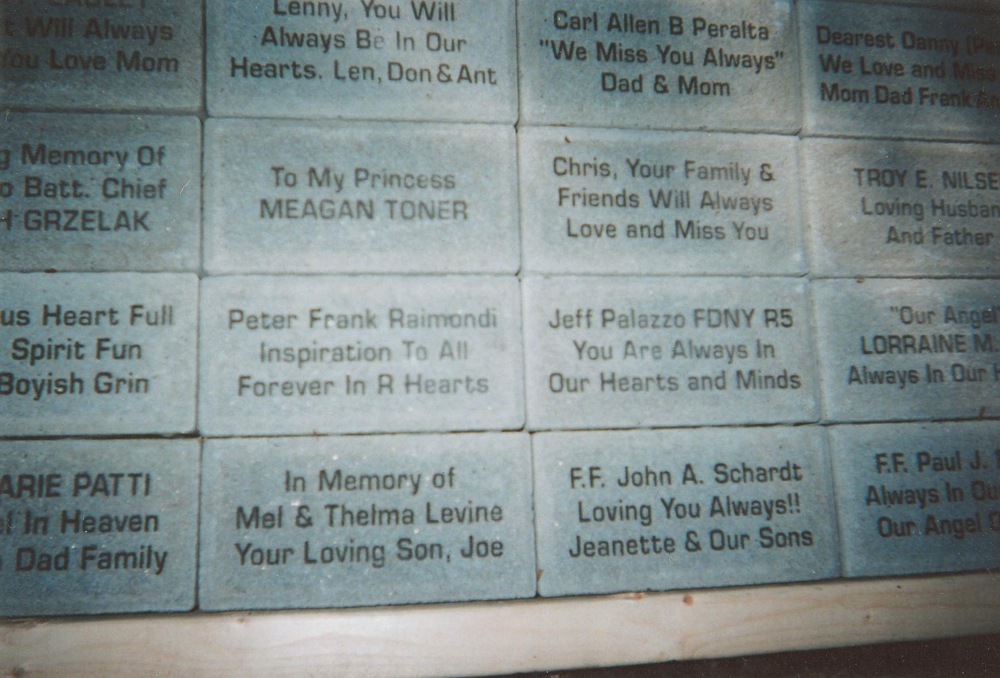 t Will Always
You Love Mom
Lenny, You Will
Always Be In Our
Hearts. Len, Don & Ant
Carl Allen B Peralta
"We Miss You Always"
Dad & Mom
Dearest Danny
We Love and Miss
Mom Dad Frank
g Memory Of
o Batt. Chief
H GRZELAK
To My Princess
MEAGAN TONER
Chris, Your Family &
Friends Will Always
Love and Miss You
TROY E. NILSE
Loving Husban
And Father
us Heart Full
Spirit Fun
Boyish Grin
Peter Frank Raimondi
Inspiration To All
Forever In R Hearts
Jeff Palazzo FDNY R5
You Are Always In
Our Hearts and Minds
"Our Angel
LORRAINE M.
Always In Our H
ARIE PATTI
In Heaven
Dad Family
In Memory of
Mel & Thelma Levine
Your Loving Son, Joe
F.F. John A. Schardt
Loving You Always!!
Jeanette & Our Sons
F.F. Paul J.
Always In Ou
Our Angel